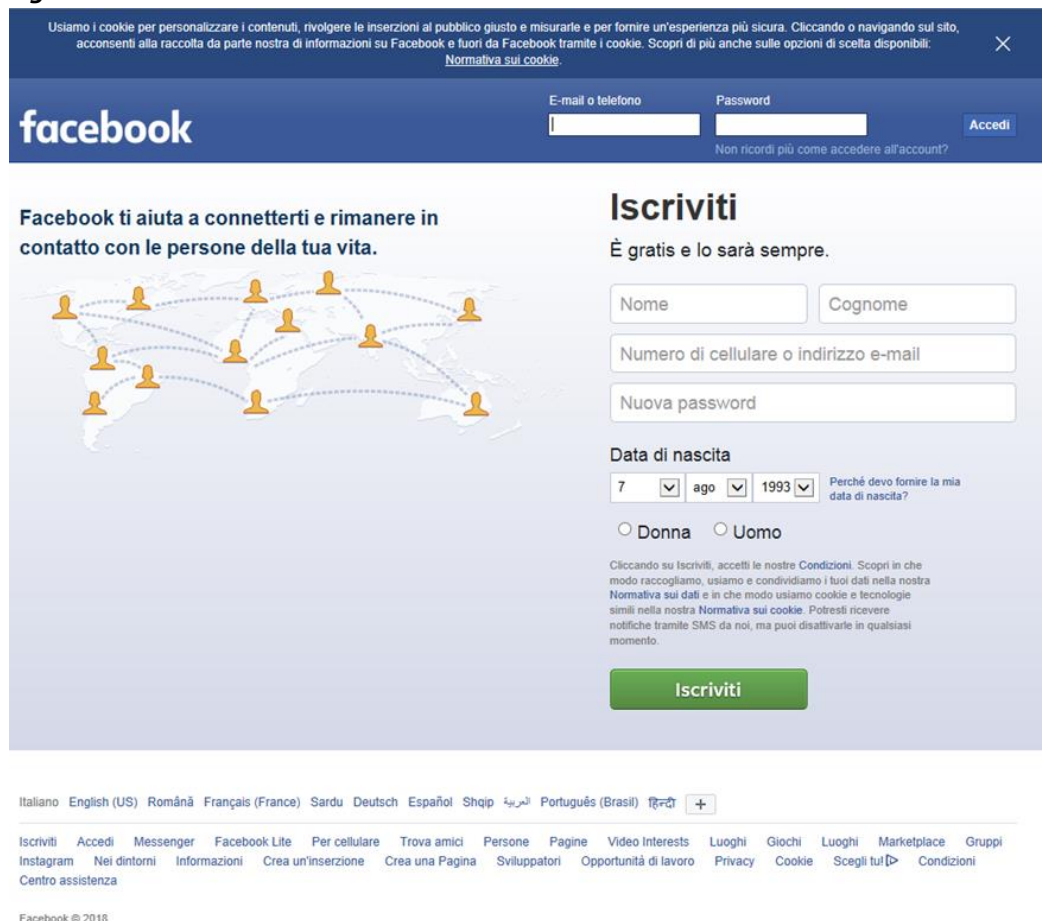 Usiamo i cookie per personalizzare i contenuti, rivolgere le inserzioni al pubblico giusto e misurarle e per fornire un'esperienza più sicura. Cliccando o navigando sul sito,
acconsenti alla raccolta da parte nostra di informazioni su Facebook e fuori da Facebook tramite i cookie. Scopri di più anche sulle opzioni di scelta disponibili:
Normativa sui cookie.
E-mail o telefono Password
facebook Accedi
Non ricordi più come accedere all'account?
Facebook ti aiuta a connetterti e rimanere in
contatto con le persone della tua vita.
Iscriviti
È gratis e lo sarà sempre.
Nome Cognome
Numero di cellulare o indirizzo e-mail
Nuova password
Data di nascita
7 ago 1993 Perché devo fornire la mia
data di nascita?
Donna Uomo
Cliccando su Iscriviti, accetti le nostre Condizioni. Scopri in che
modo raccogliamo, usiamo e condividiamo i tuoi dati nella nostra
Normativa sui dati e in che modo usiamo cookie e tecnologie
simili nella nostra Normativa sui cookie. Potresti ricevere
notifiche tramite SMS da noi, ma puoi disattivarle in qualsiasi
momento.
Iscriviti
Italiano English (US) Română Français (France) Sardu Deutsch Español Shqip العربية Português (Brasil) हिन्दी +
Iscriviti Accedi Messenger Facebook Lite Per cellulare Trova amici Persone Pagine Video Interests Luoghi Giochi Luoghi Marketplace Gruppi
Instagram Nei dintorni Informazioni Crea un'inserzione Crea una Pagina Sviluppatori Opportunità di lavoro Privacy Cookie Scegli tu! Condizioni
Centro assistenza
Facebook © 2018